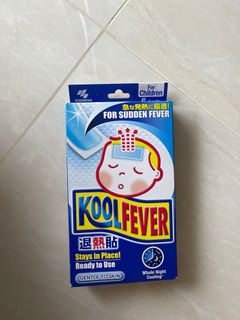 KOBAYASHI
For
Children
急な発熱に最適!
FOR SUDDEN FEVER
KOOLFEVER
退熱貼
Stays in Place!
Ready to Use
GENTLE TO SKIN
Whole Night
Cooling*